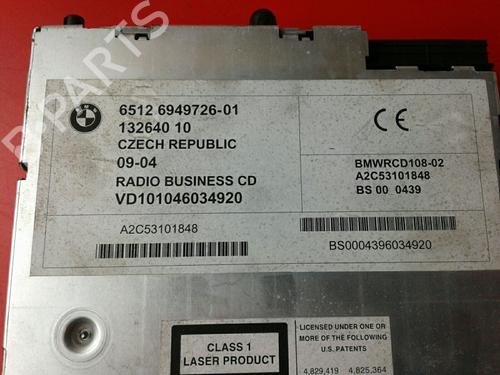 B-PARTS
BMW
6512 6949726-01
132640 10
CZECH REPUBLIC
09-04
RADIO BUSINESS CD
VD101046034920
BMWRCD108-02
A2C53101848
BS 00 0439
A2C53101848
BS0004396034920
CLASS 1
LASER PRODUCT
LICENSED UNDER ONE OR
MORE OF THE FOLLOWING
U.S. PATENTS
4,829,419 4,825,364